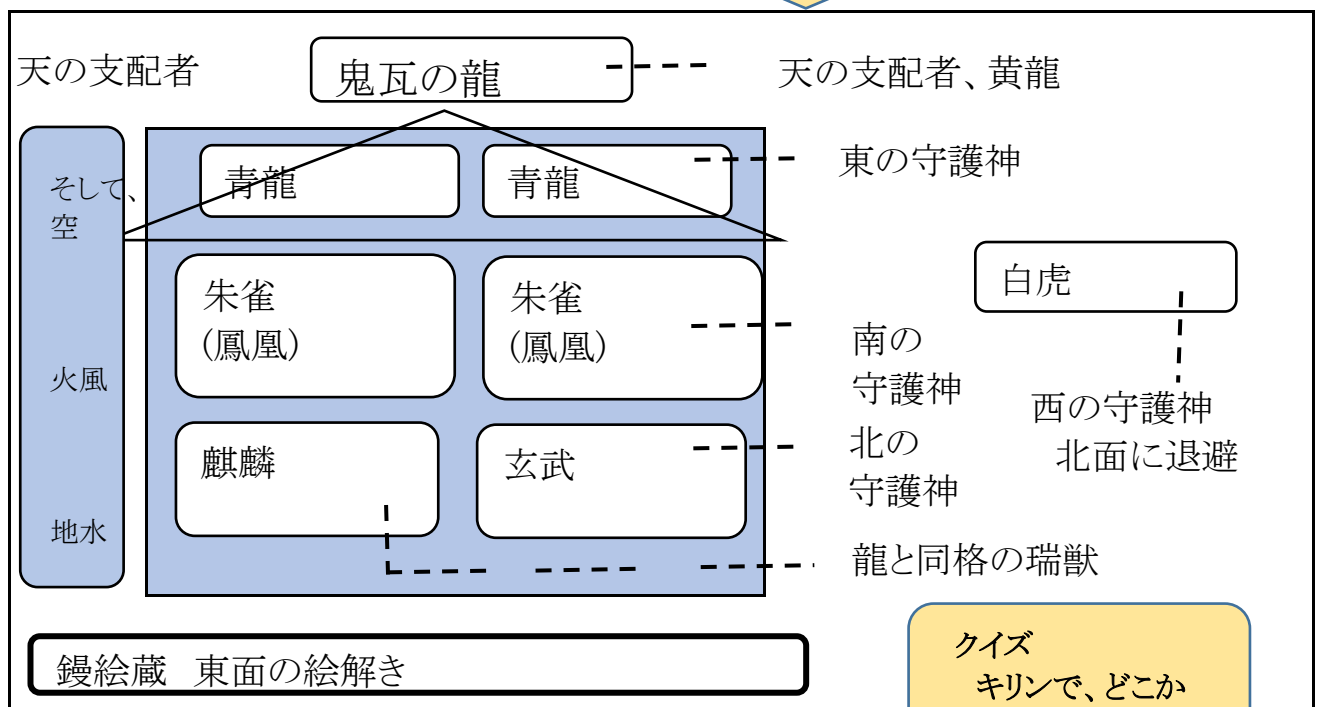 天の支配者
鬼瓦の龍
天の支配者、黄龍
そして、
空
火風
地水
青龍
青龍
東の守護神
朱雀
(鳳凰)
朱雀
(鳳凰)
南の
守護神
白虎
西の守護神
北面に退避
麒麟
玄武
北の
守護神
龍と同格の瑞獣
鏝絵蔵 東面の絵解き
クイズ
キリンで、どこか